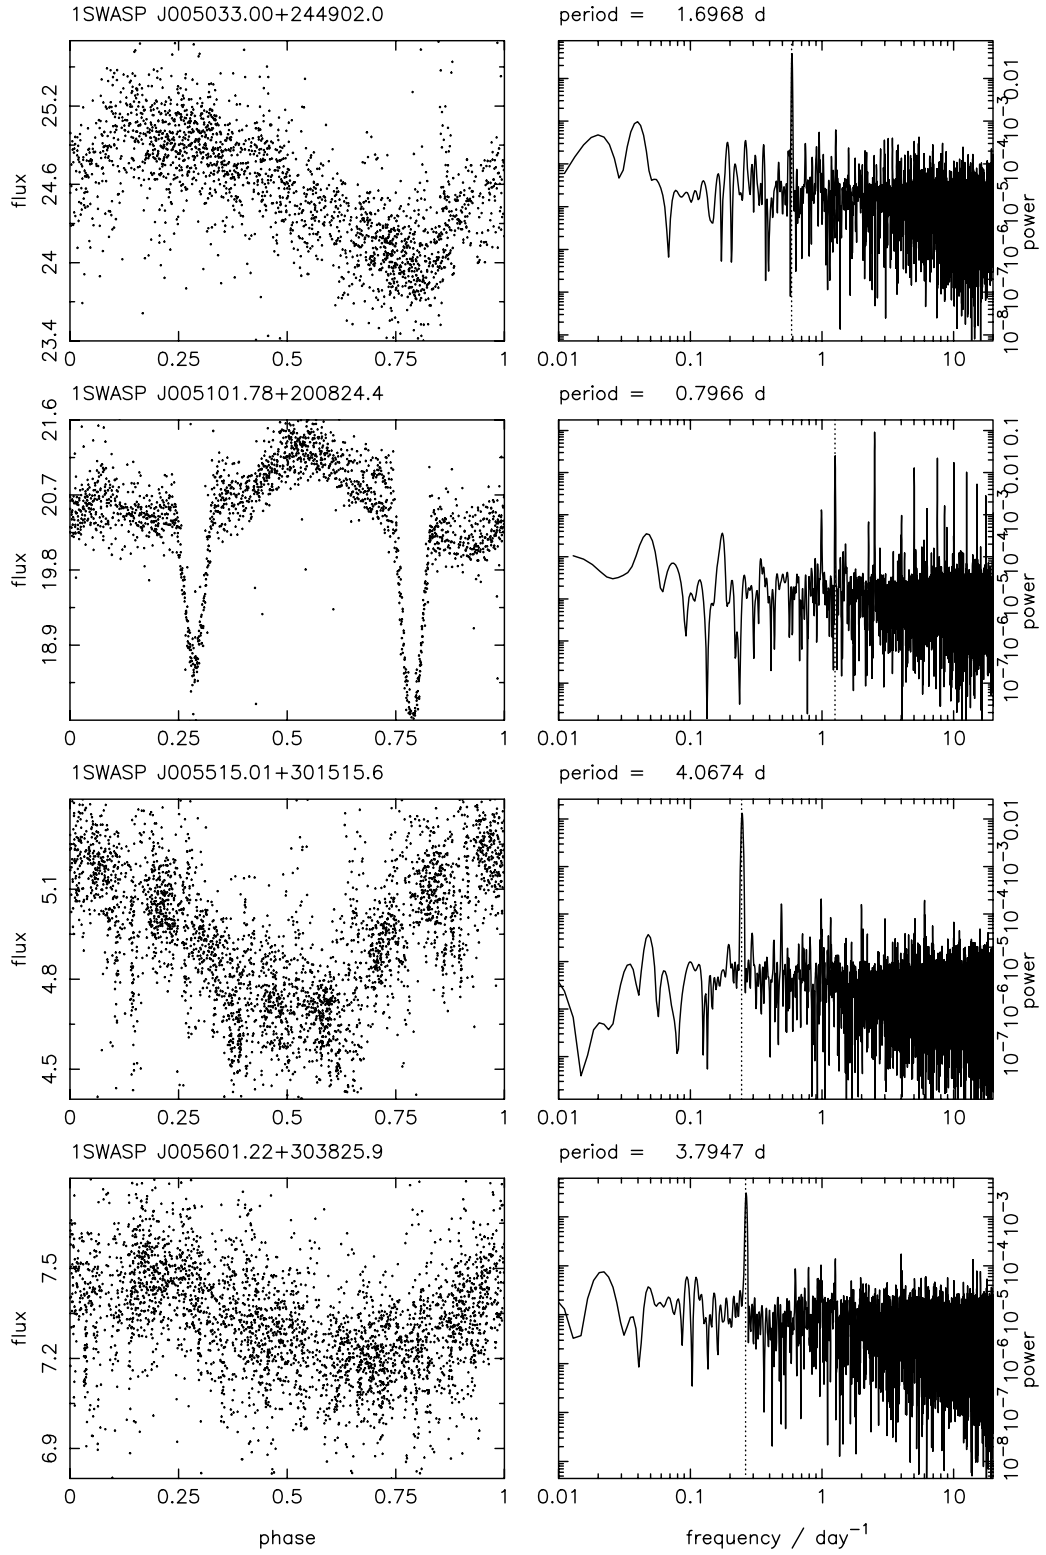 1SWASP J005033.00+244902.0 period = 1.6968 d
flux 25.2 24.6 24 23.4
0 0.25 0.5 0.75 1
power 0.01 10⁻³ 10⁻⁴ 10⁻⁵ 10⁻⁶ 10⁻⁷ 10⁻⁸
0.01 0.1 1 10
1SWASP J005101.78+200824.4 period = 0.7966 d
flux 21.6 20.7 19.8 18.9
0 0.25 0.5 0.75 1
power 0.1 0.01 10⁻³ 10⁻⁴ 10⁻⁵ 10⁻⁶ 10⁻⁷
0.01 0.1 1 10
1SWASP J005515.01+301515.6 period = 4.0674 d
flux 5.1 4.8 4.5
0 0.25 0.5 0.75 1
power 0.01 10⁻³ 10⁻⁴ 10⁻⁵ 10⁻⁶ 10⁻⁷
0.01 0.1 1 10
1SWASP J005601.22+303825.9 period = 3.7947 d
flux 7.5 7.2 6.9
0 0.25 0.5 0.75 1
power 10⁻³ 10⁻⁴ 10⁻⁵ 10⁻⁶ 10⁻⁷ 10⁻⁸
0.01 0.1 1 10
phase frequency / day⁻¹